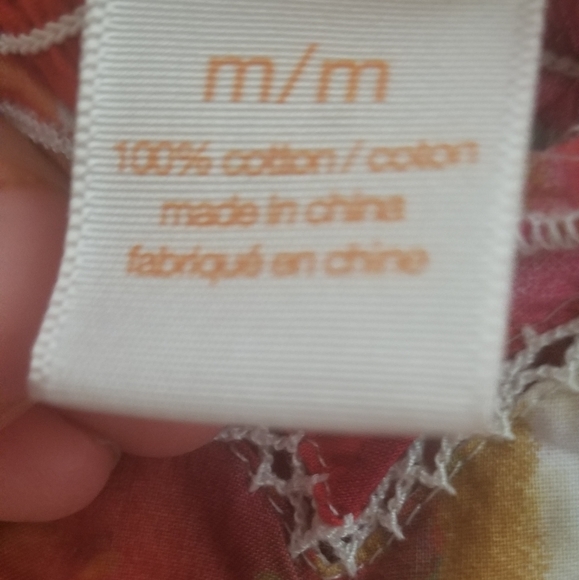 m/m
100% cotton / coton
made in china
fabriqué en chine